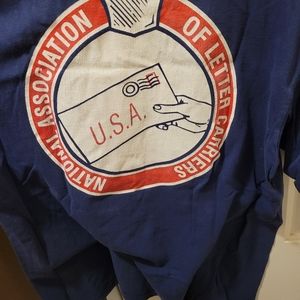 NATIONAL ASSOCIATION
OF LETTER CARRIERS
U.S.A.